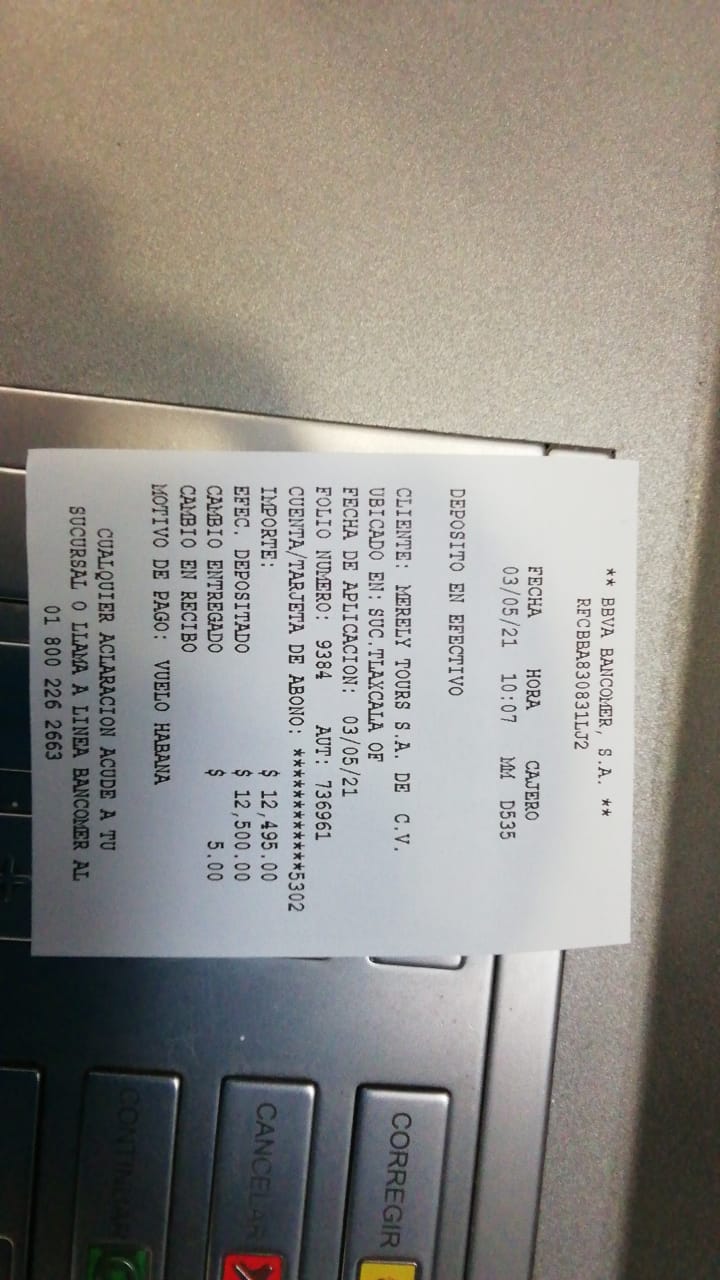 ** BBVA BANCOMER, S.A. **
RFCBBA830831LJ2
FECHA HORA CAJERO
03/05/21 10:07 MM D535
DEPOSITO EN EFECTIVO
CLIENTE: MERELY TOURS S.A. DE C.V.
UBICADO EN: SUC.TLAXCALA OF
FECHA DE APLICACION: 03/05/21
FOLIO NUMERO: 9384 AUT: 736961
CUENTA/TARJETA DE ABONO: ************5302
IMPORTE: $ 12,495.00
EFEC. DEPOSITADO $ 12,500.00
CAMBIO ENTREGADO $ 5.00
CAMBIO EN RECIBO
MOTIVO DE PAGO: VUELO HABANA
CUALQUIER ACLARACION ACUDE A TU
SUCURSAL O LLAMA A LINEA BANCOMER AL
01 800 226 2663
CORREGIR
CANCELAR
CONTINUAR